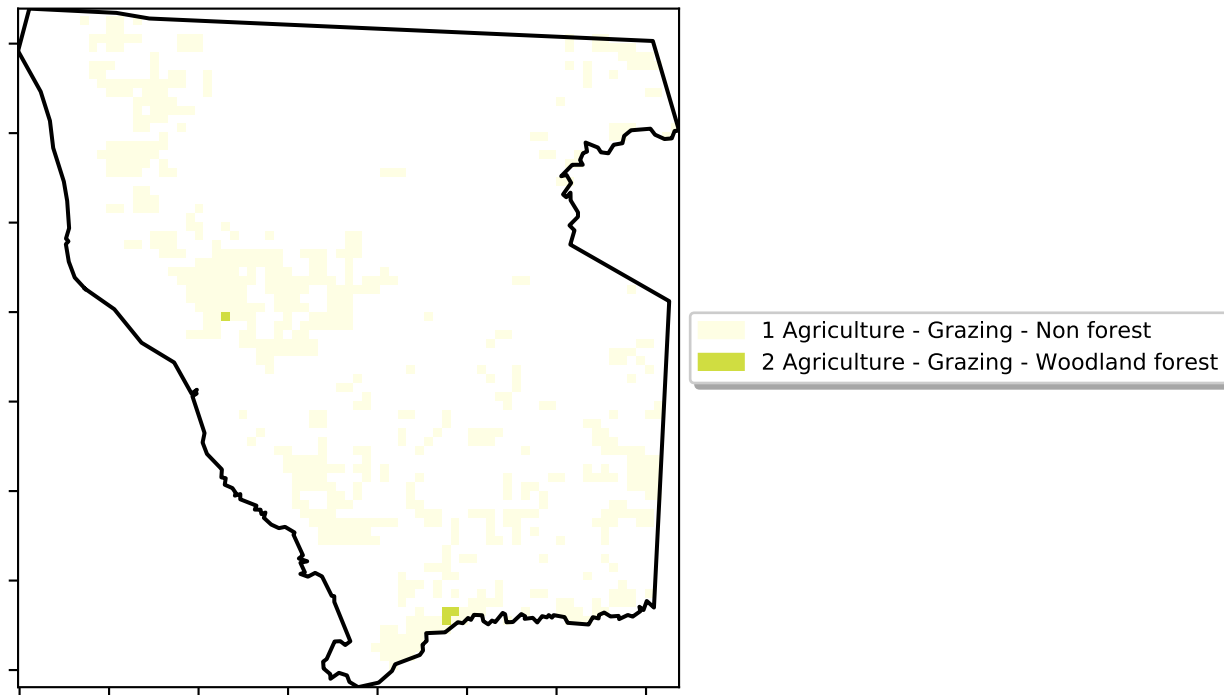 1 Agriculture - Grazing - Non forest
2 Agriculture - Grazing - Woodland forest